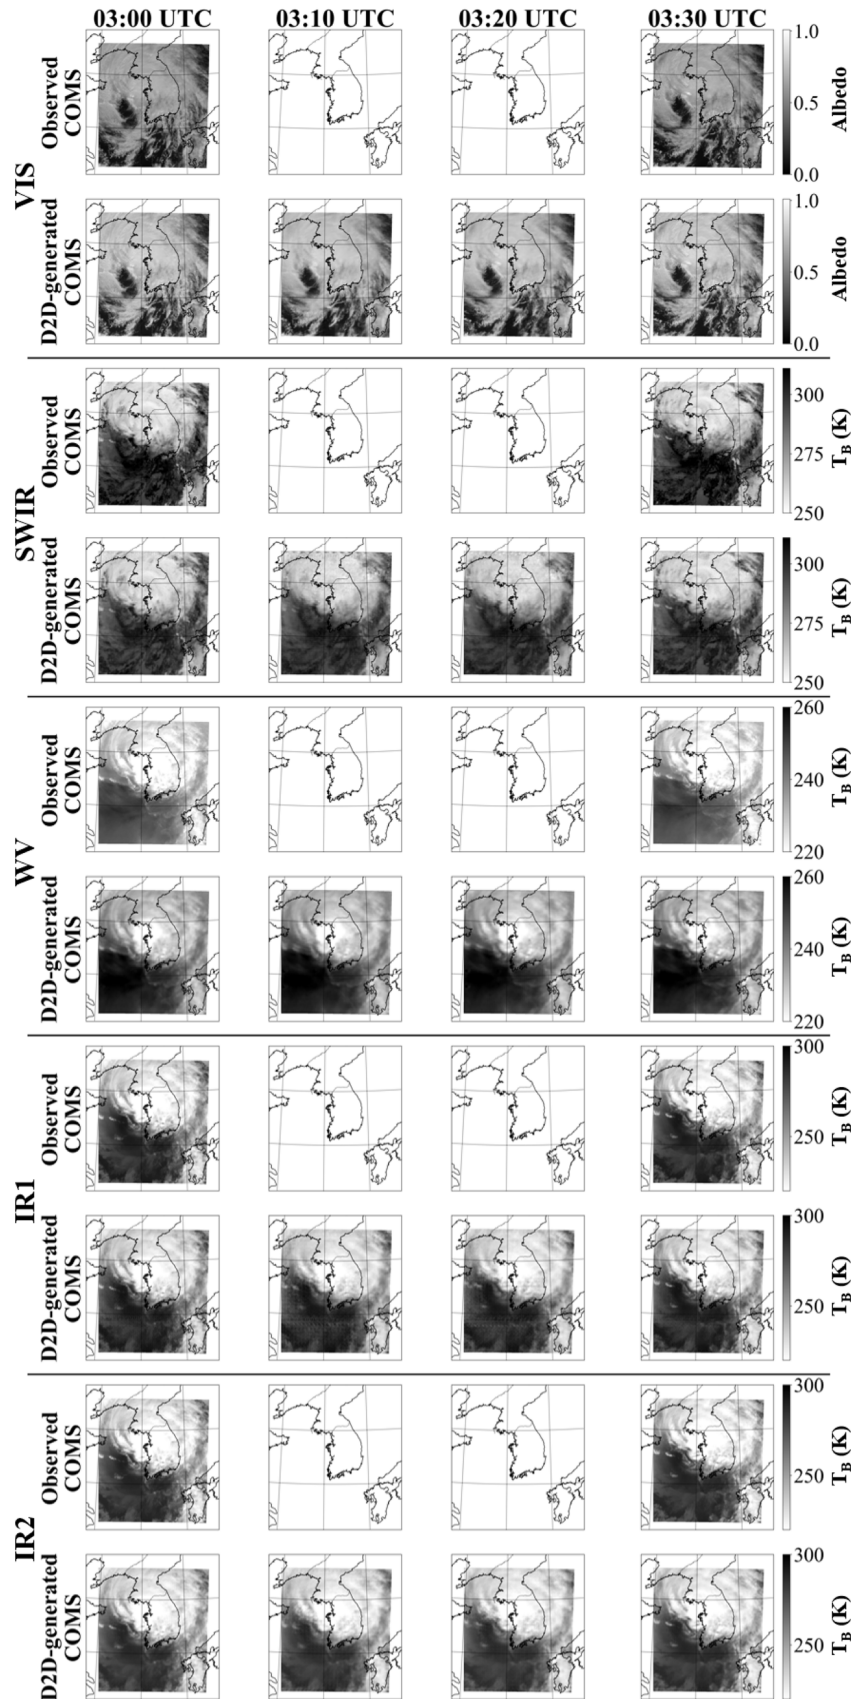 03:00 UTC 03:10 UTC 03:20 UTC 03:30 UTC
VIS
Observed
COMS
1.0
0.5
0.0
Albedo
D2D-generated
COMS
1.0
0.5
0.0
Albedo
SWIR
Observed
COMS
300
275
250
T_B (K)
D2D-generated
COMS
300
275
250
T_B (K)
WV
Observed
COMS
260
240
220
T_B (K)
D2D-generated
COMS
260
240
220
T_B (K)
IR1
Observed
COMS
300
250
T_B (K)
D2D-generated
COMS
300
250
T_B (K)
IR2
Observed
COMS
300
250
T_B (K)
D2D-generated
COMS
300
250
T_B (K)